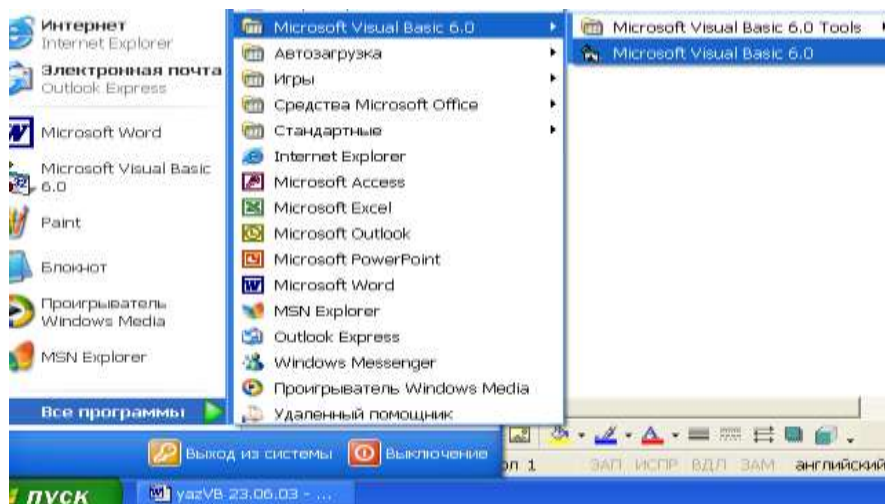 Интернет
Internet Explorer
Электронная почта
Outlook Express
Microsoft Word
Microsoft Visual Basic
6.0
Paint
Блокнот
Проигрыватель
Windows Media
MSN Explorer
Все программы
Microsoft Visual Basic 6.0
Автозагрузка
Игры
Средства Microsoft Office
Стандартные
Internet Explorer
Microsoft Access
Microsoft Excel
Microsoft Outlook
Microsoft PowerPoint
Microsoft Word
MSN Explorer
Outlook Express
Windows Messenger
Проигрыватель Windows Media
Удаленный помощник
Microsoft Visual Basic 6.0 Tools
Microsoft Visual Basic 6.0
Выход из системы
Выключение
1 ЗАП ИСПР ВДЛ ЗАМ английский
пуск
yazVB 23.06.03 - ...